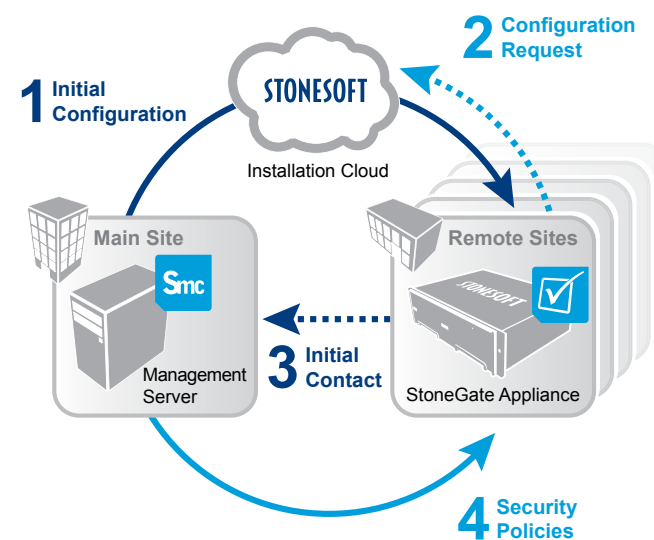 2 Configuration
Request
1 Initial
Configuration
STONESOFT
Installation Cloud
Main Site
Smc
Management
Server
Remote Sites
STONESOFT
StoneGate Appliance
3 Initial
Contact
4 Security
Policies